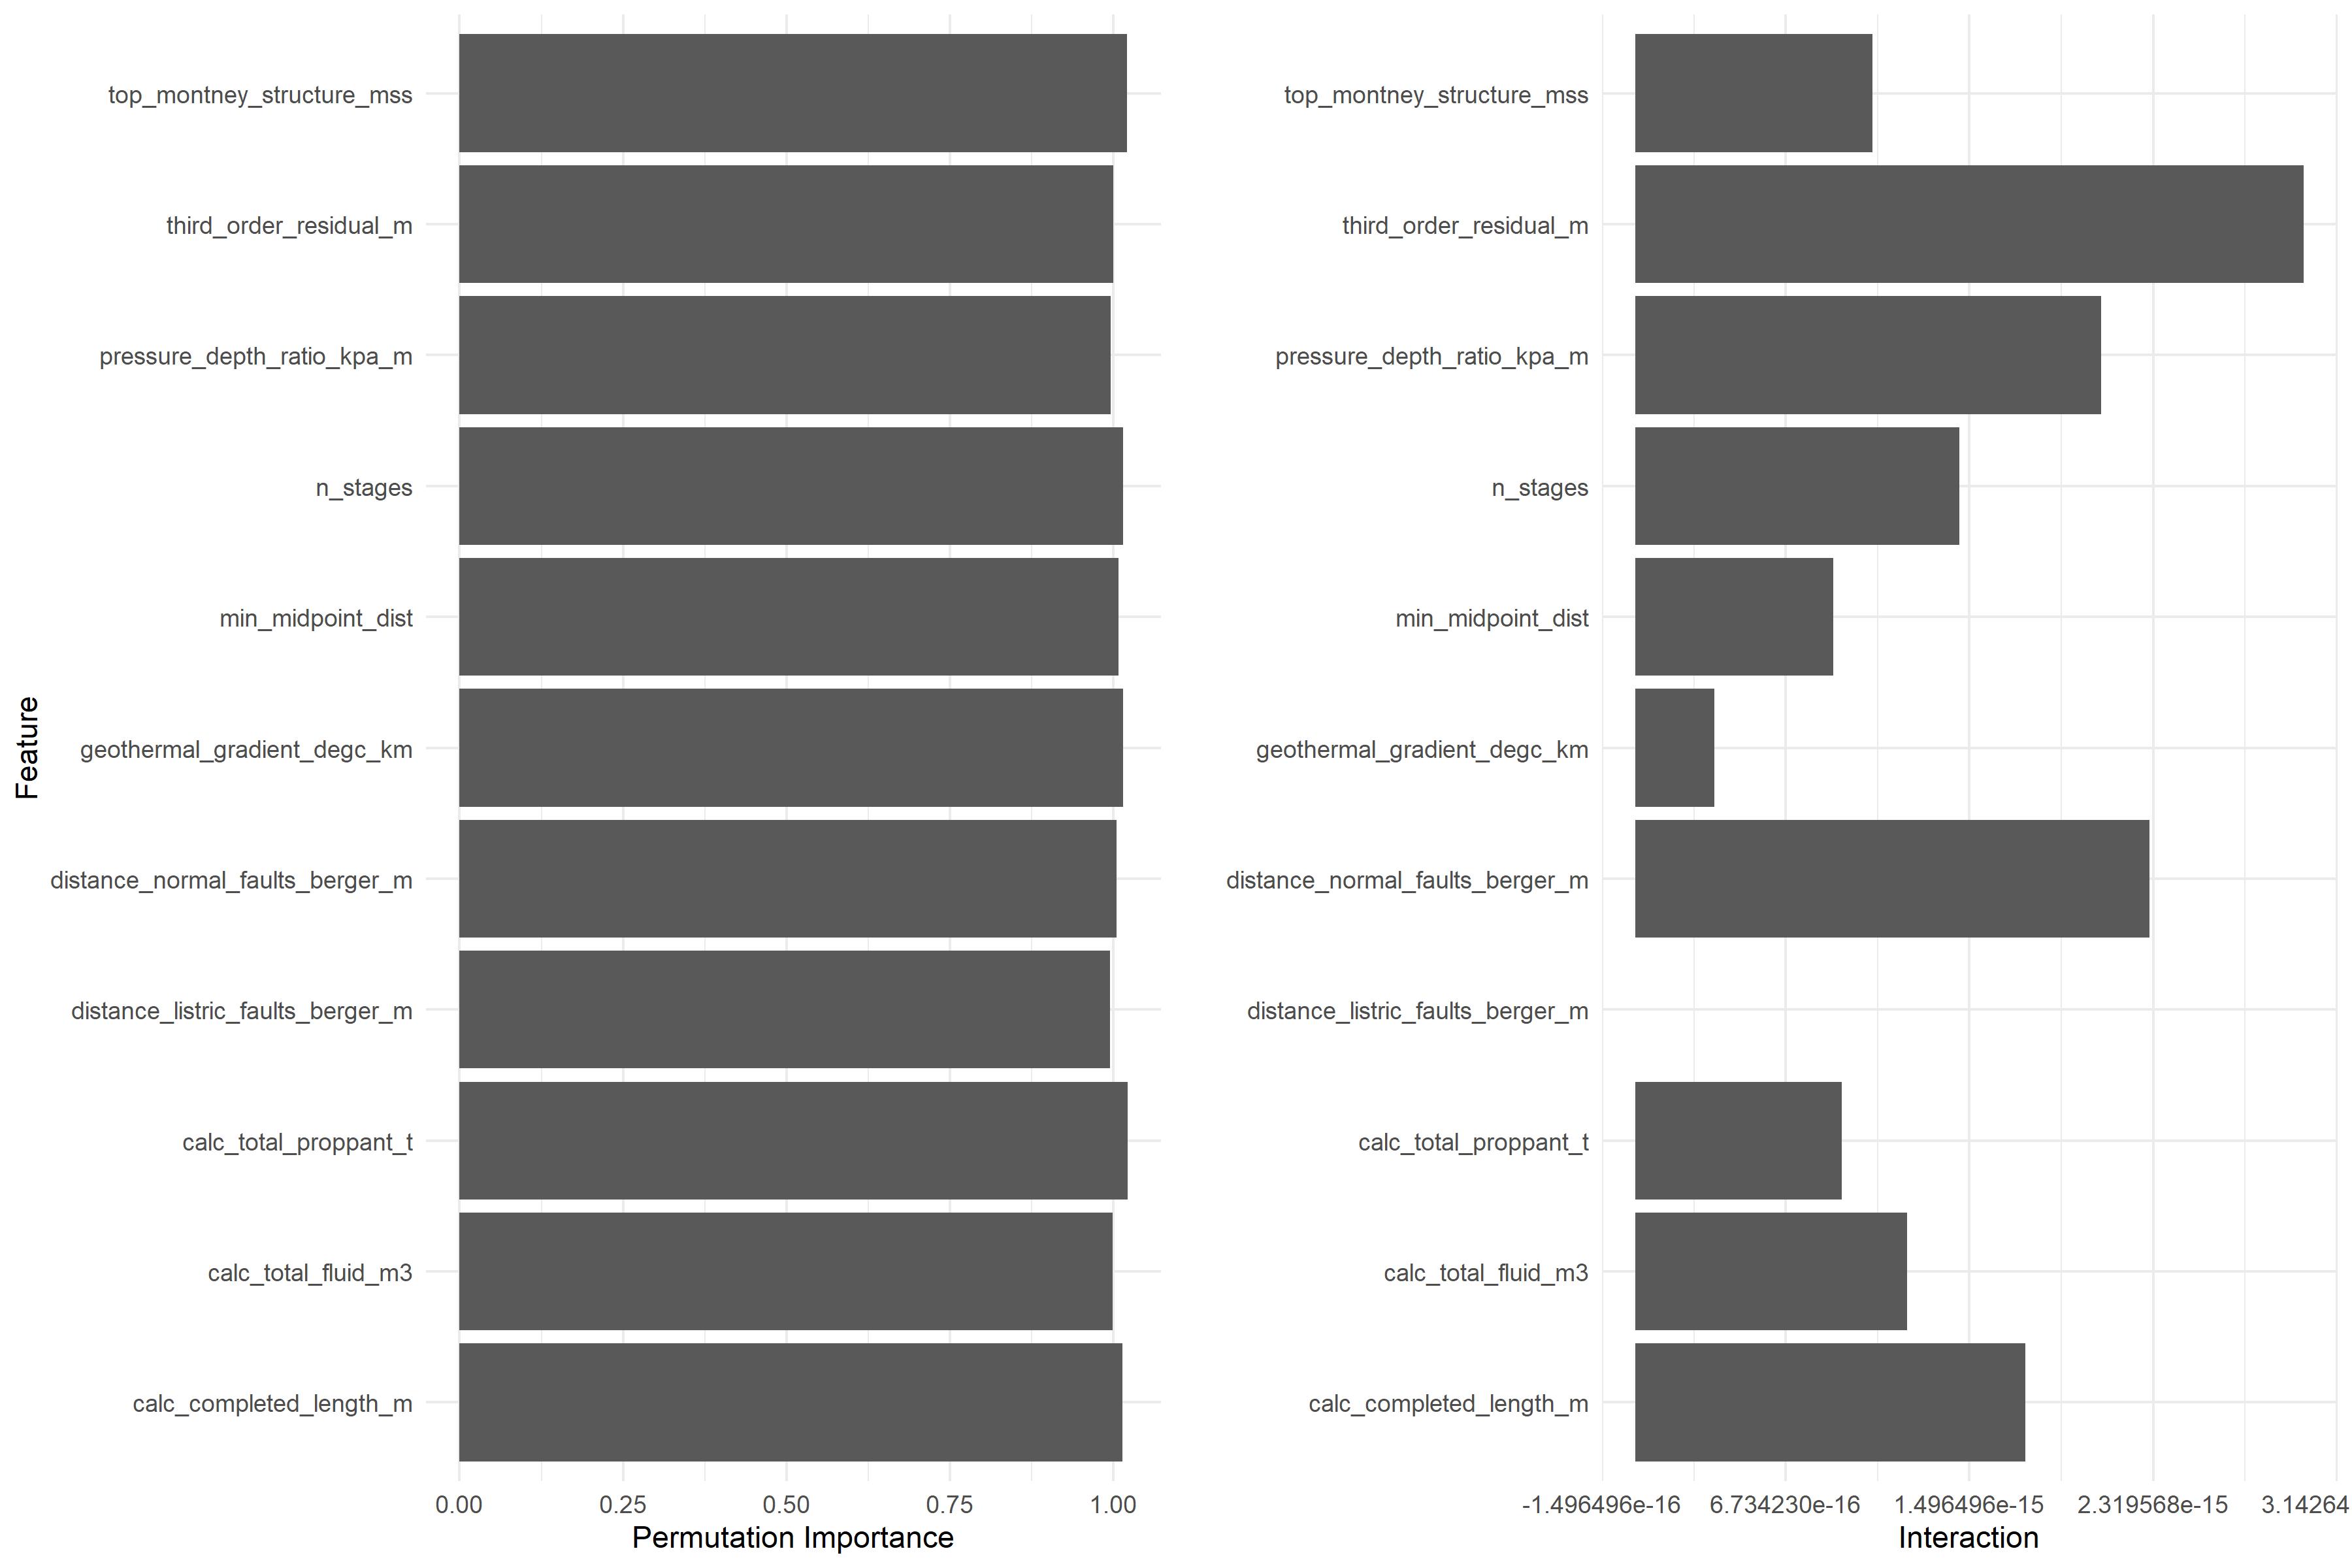 Feature
top_montney_structure_mss
third_order_residual_m
pressure_depth_ratio_kpa_m
n_stages
min_midpoint_dist
geothermal_gradient_degc_km
distance_normal_faults_berger_m
distance_listric_faults_berger_m
calc_total_proppant_t
calc_total_fluid_m3
calc_completed_length_m
0.00 0.25 0.50 0.75 1.00
Permutation Importance
top_montney_structure_mss
third_order_residual_m
pressure_depth_ratio_kpa_m
n_stages
min_midpoint_dist
geothermal_gradient_degc_km
distance_normal_faults_berger_m
distance_listric_faults_berger_m
calc_total_proppant_t
calc_total_fluid_m3
calc_completed_length_m
-1.496496e-16 6.734230e-16 1.496496e-15 2.319568e-15 3.14264
Interaction